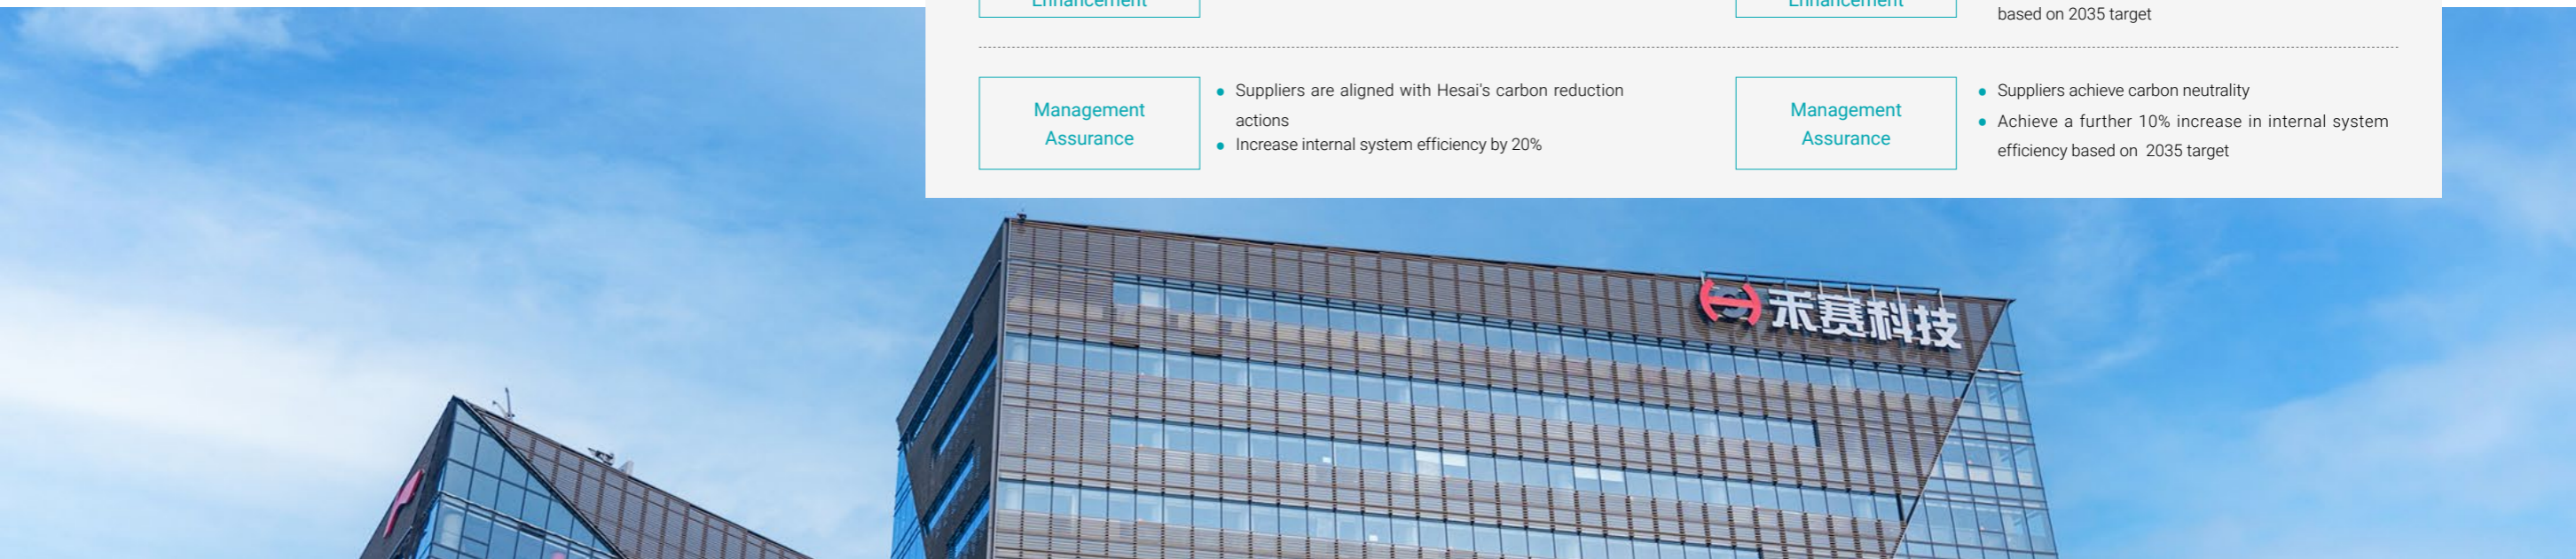 Enhancement
Enhancement
based on 2035 target
Management
Assurance
Suppliers are aligned with Hesai's carbon reduction
actions
Increase internal system efficiency by 20%
Management
Assurance
Suppliers achieve carbon neutrality
Achieve a further 10% increase in internal system
efficiency based on 2035 target
禾赛科技